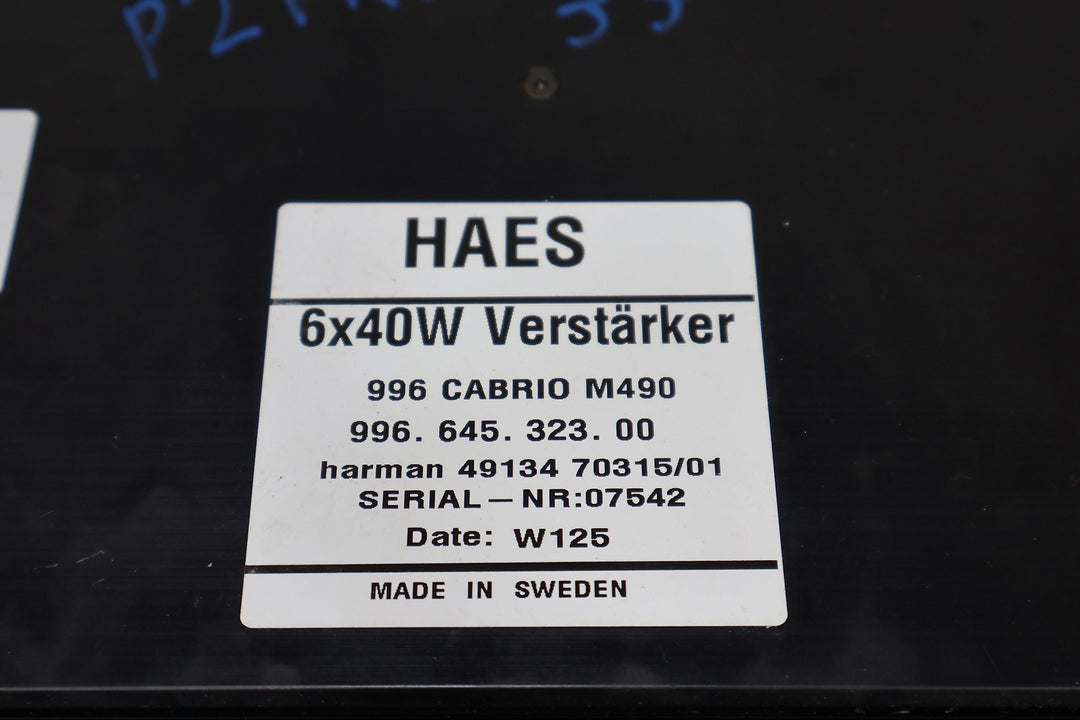 HAES
6x40W Verstärker
996 CABRIO M490
996. 645. 323. 00
harman 49134 70315/01
SERIAL — NR:07542
Date: W125
MADE IN SWEDEN